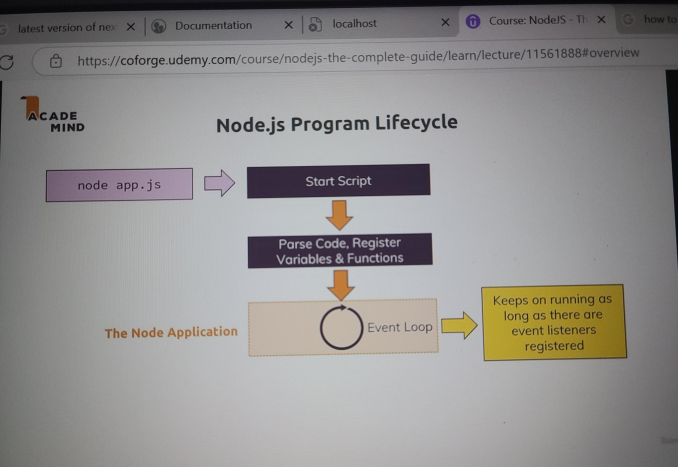 latest version of nex
Documentation
localhost
Course: NodeJS - Th
how to
https://coforge.udemy.com/course/nodejs-the-complete-guide/learn/lecture/11561888#overview
ACADE
MIND
Node.js Program Lifecycle
node app.js
Start Script
Parse Code, Register
Variables & Functions
The Node Application
Event Loop
Keeps on running as
long as there are
event listeners
registered